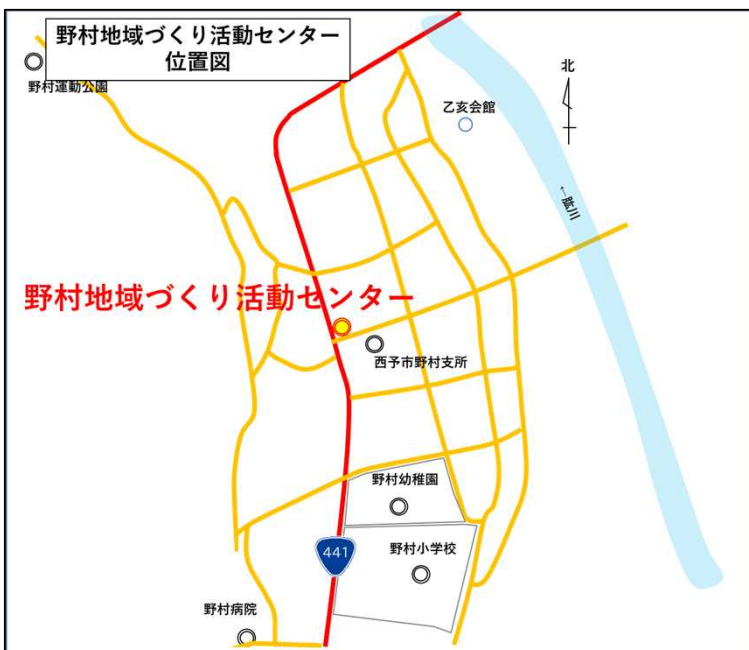 野村地域づくり活動センター
位置図
野村運動公園
乙亥会館
北
←肱川
野村地域づくり活動センター
西予市野村支所
野村幼稚園
野村小学校
441
野村病院